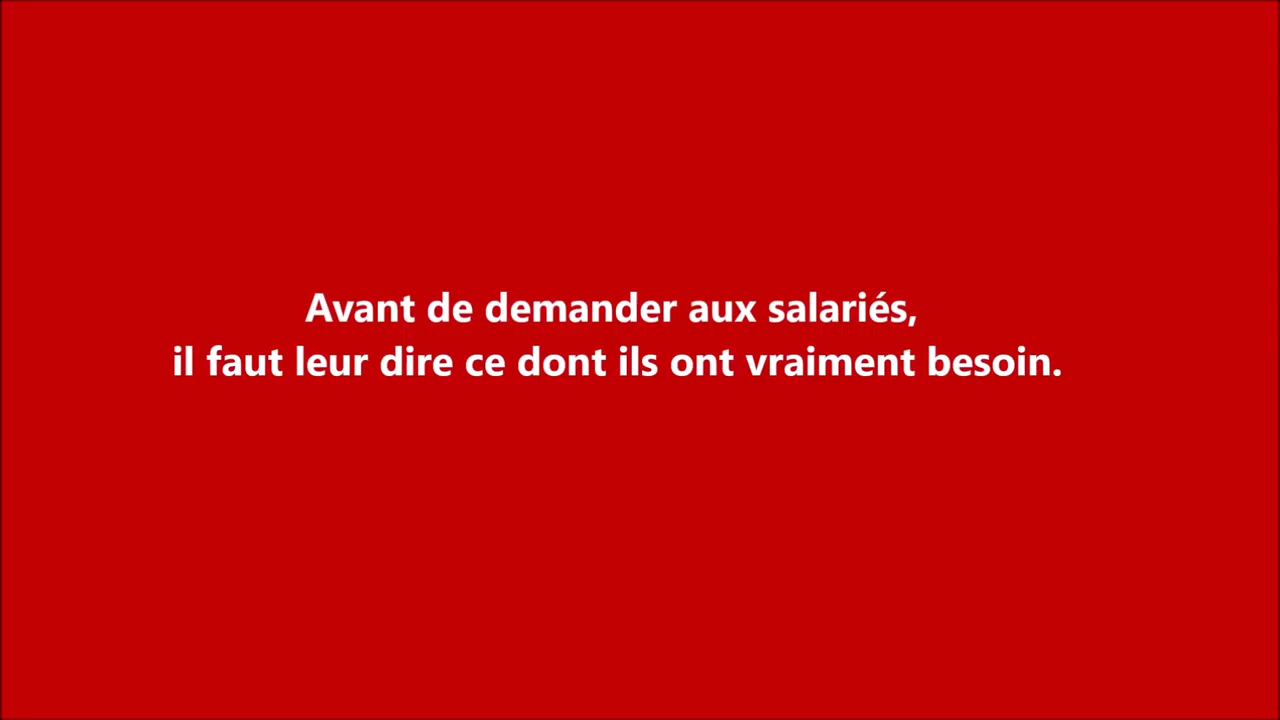 Avant de demander aux salariés,
il faut leur dire ce dont ils ont vraiment besoin.